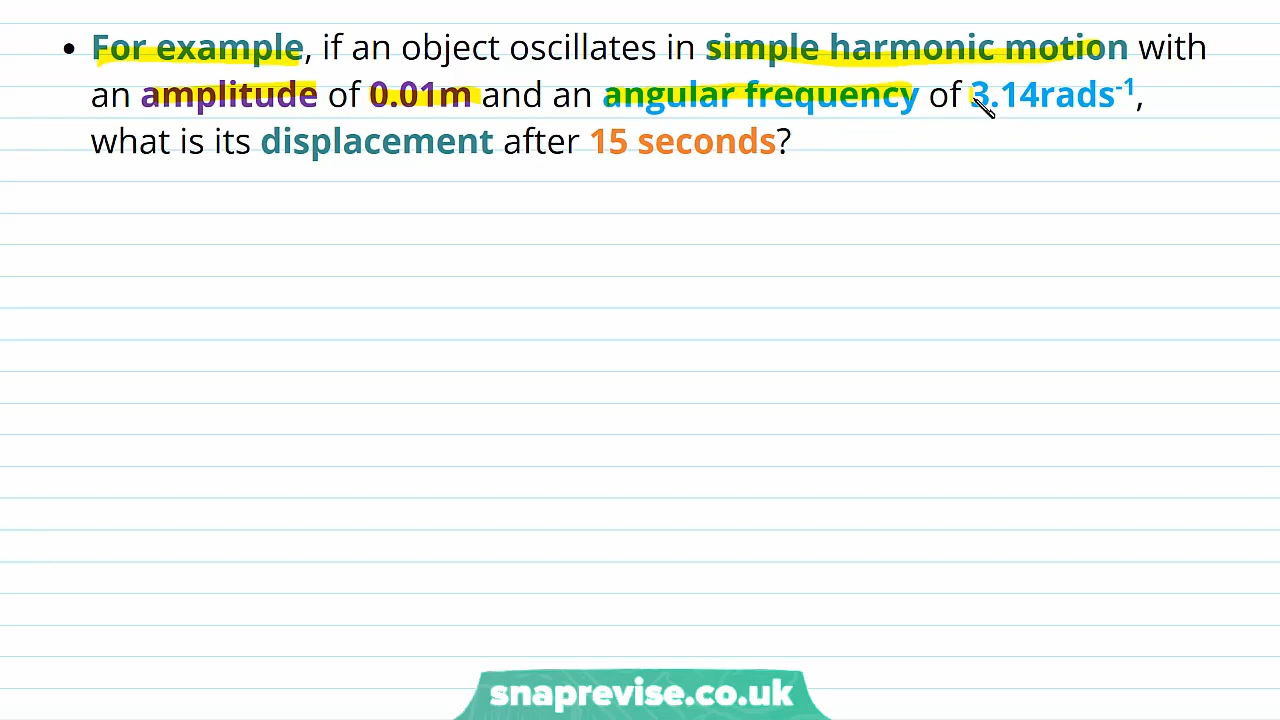 • For example, if an object oscillates in simple harmonic motion with
an amplitude of 0.01m and an angular frequency of 3.14rads⁻¹,
what is its displacement after 15 seconds?
snaprevise.co.uk